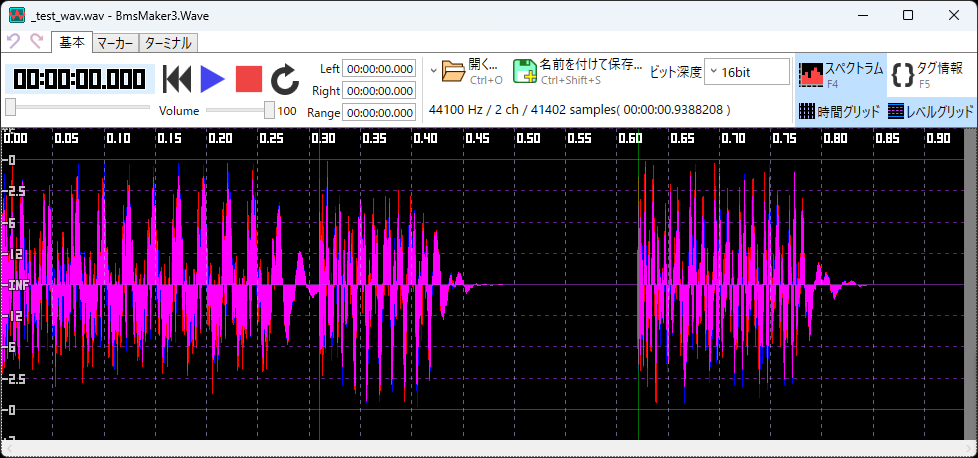 _test_wav.wav - BmsMaker3.Wave
基本 マーカー ターミナル
00:00:00.000
Volume 100
Left 00:00:00.000
Right 00:00:00.000
Range 00:00:00.000
開く...
Ctrl+O
名前を付けて保存...
Ctrl+Shift+S
ビット深度 16bit
44100 Hz / 2 ch / 41402 samples( 00:00:00.9388208 )
スペクトラム
F4
タグ情報
F5
時間グリッド レベルグリッド
0.00 0.05 0.10 0.15 0.20 0.25 0.30 0.35 0.40 0.45 0.50 0.55 0.60 0.65 0.70 0.75 0.80 0.85 0.90
-0
-2.5
-6
-12
-INF
-12
-6
-2.5
-0